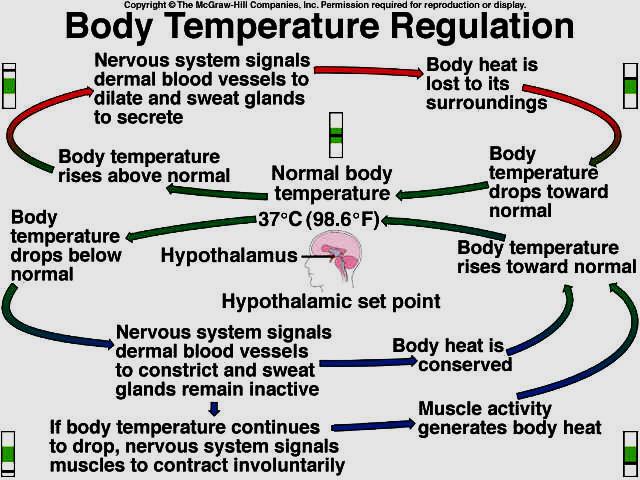 Copyright © The McGraw-Hill Companies, Inc. Permission required for reproduction or display.
Body Temperature Regulation
Nervous system signals
dermal blood vessels to
dilate and sweat glands
to secrete
Body heat is
lost to its
surroundings
Body temperature
rises above normal
Normal body
temperature
37°C (98.6°F)
Body
temperature
drops toward
normal
Body
temperature
drops below
normal
Hypothalamus
Hypothalamic set point
Body temperature
rises toward normal
Nervous system signals
dermal blood vessels
to constrict and sweat
glands remain inactive
Body heat is
conserved
If body temperature continues
to drop, nervous system signals
muscles to contract involuntarily
Muscle activity
generates body heat